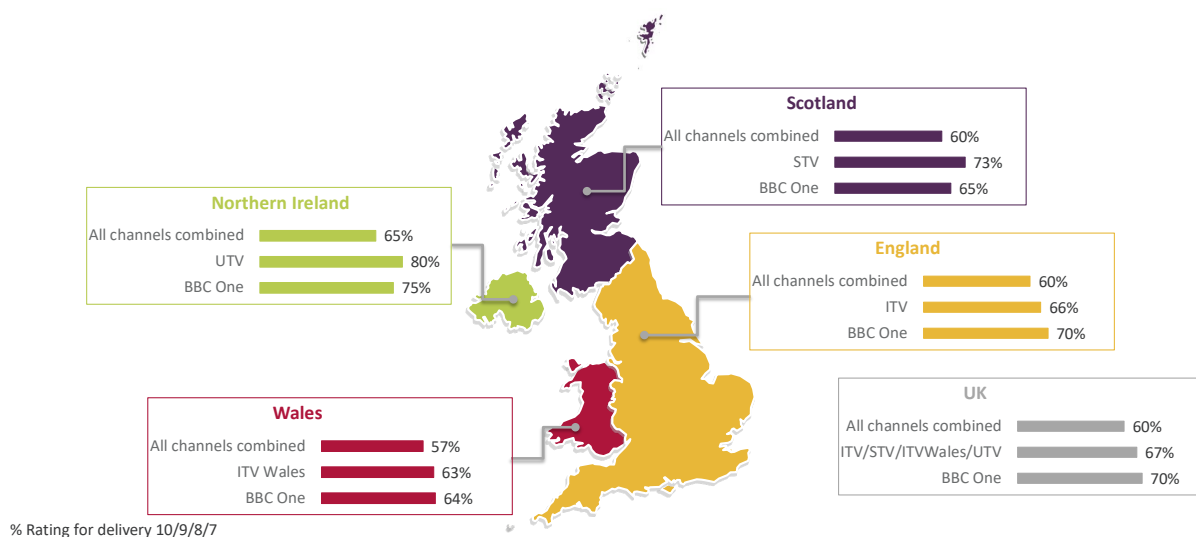 Scotland
All channels combined 60%
STV 73%
BBC One 65%
Northern Ireland
All channels combined 65%
UTV 80%
BBC One 75%
England
All channels combined 60%
ITV 66%
BBC One 70%
Wales
All channels combined 57%
ITV Wales 63%
BBC One 64%
UK
All channels combined 60%
ITV/STV/ITVWales/UTV 67%
BBC One 70%
% Rating for delivery 10/9/8/7